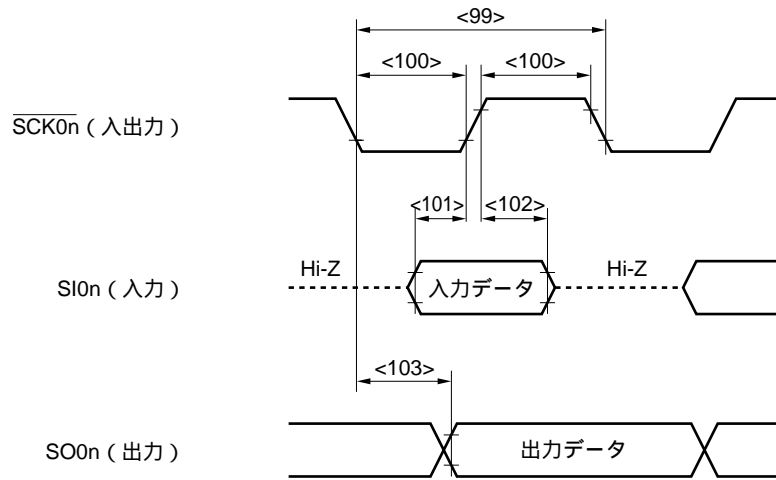 <99>
<100> <100>
SCK0n（入出力）
<101> <102>
Hi-Z Hi-Z
SI0n（入力） 入力データ
<103>
SO0n（出力） 出力データ